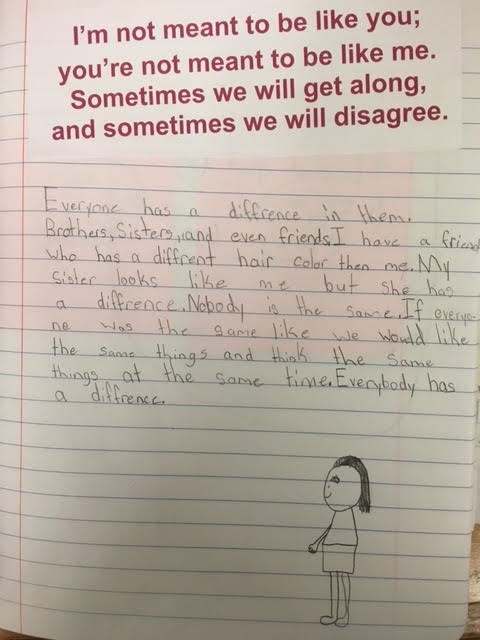 I'm not meant to be like you;
you're not meant to be like me.
Sometimes we will get along,
and sometimes we will disagree.
Everyone has a diffrence in them.
Brothers, Sisters, and even friends I have a friend
who has a diffrent hair color then me. My
sister looks like me but she has
a diffrence. Nobody is the same. If everyo-
ne was the same like we would like
the same things and think the same
things at the same time. Everybody has
a diffrence.